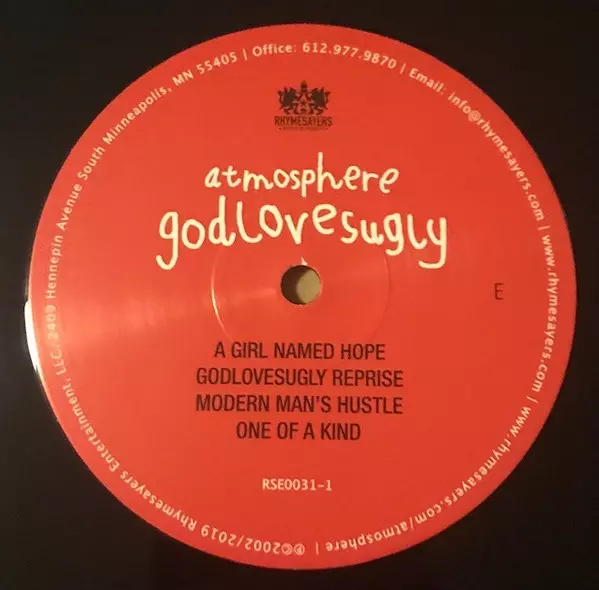 ℗©2002/2019 Rhymesayers Entertainment, LLC. 2409 Hennepin Avenue South Minneapolis, MN 55405 | Office: 612.977.9870 | Email: info@rhymesayers.com | www.rhymesayers.com | www.rhymesayers.com/atmosphere |
RHYMESAYERS
atmosphere
godlovesugly
E
A GIRL NAMED HOPE
GODLOVESUGLY REPRISE
MODERN MAN'S HUSTLE
ONE OF A KIND
RSE0031-1